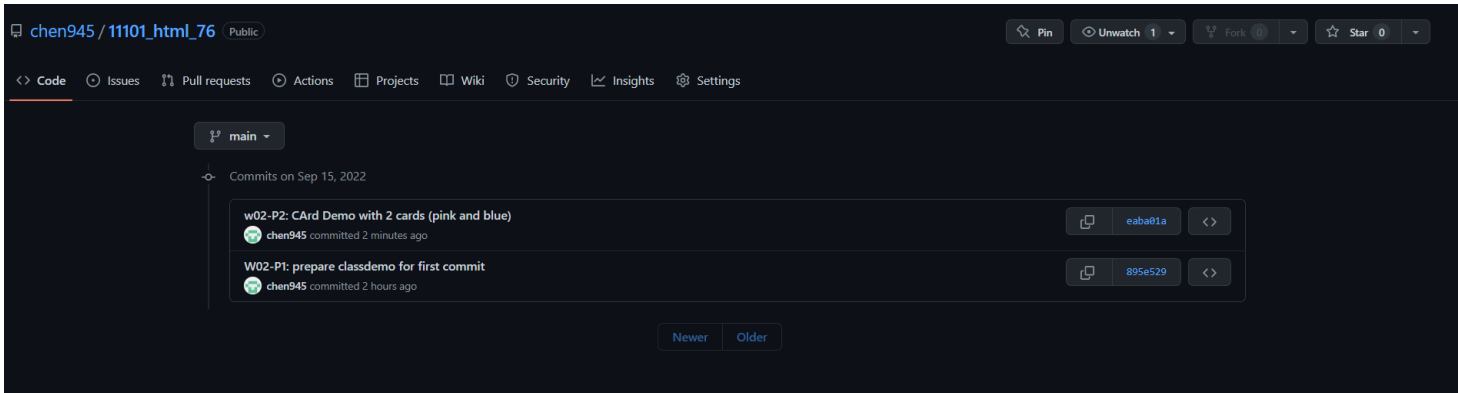 chen945 / 11101_html_76 Public Pin Unwatch 1 Fork 0 Star 0
Code Issues Pull requests Actions Projects Wiki Security Insights Settings
main
Commits on Sep 15, 2022
w02-P2: CArd Demo with 2 cards (pink and blue)
chen945 committed 2 minutes ago
eaba01a
W02-P1: prepare classdemo for first commit
chen945 committed 2 hours ago
895e529
Newer Older